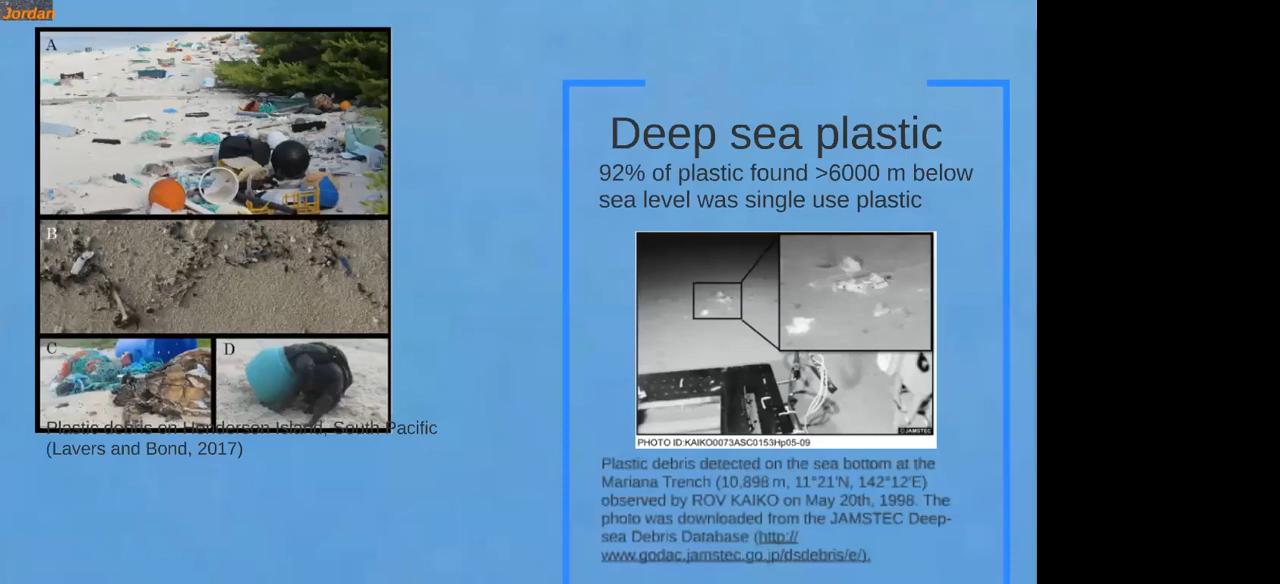 Jordan
A
B
C
D
Plastic debris on Henderson Island, South Pacific
(Lavers and Bond, 2017)
Deep sea plastic
92% of plastic found >6000 m below
sea level was single use plastic
©JAMSTEC
PHOTO ID:KAIKO0073ASC0153Hp05-09
Plastic debris detected on the sea bottom at the
Mariana Trench (10,898 m, 11°21'N, 142°12'E)
observed by ROV KAIKO on May 20th, 1998. The
photo was downloaded from the JAMSTEC Deep-
sea Debris Database (http://
www.godac.jamstec.go.jp/dsdebris/e/).